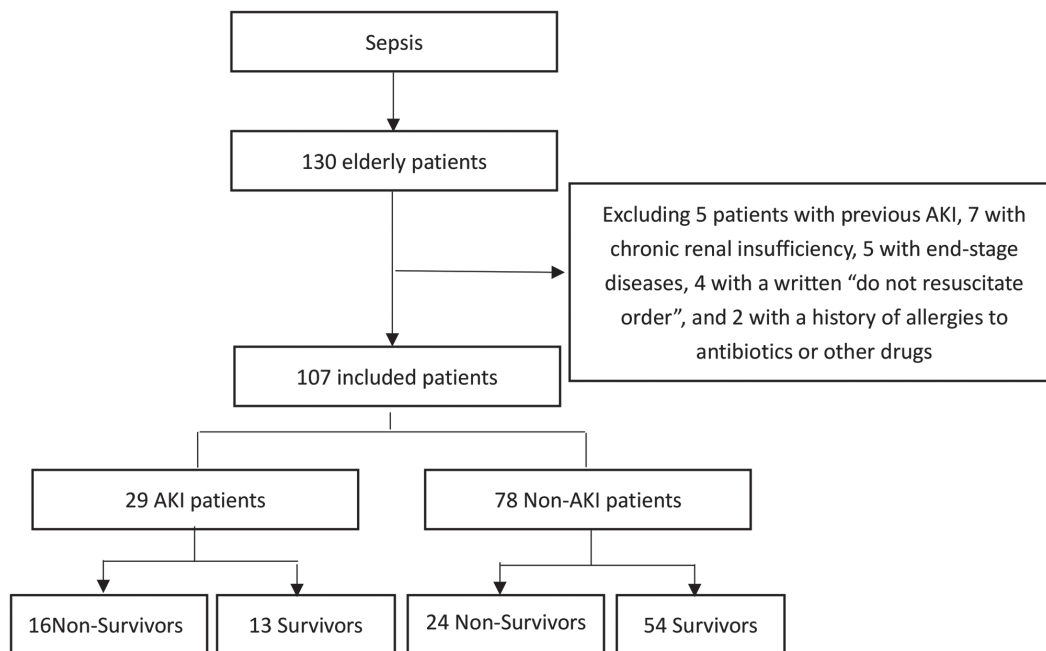 Sepsis
130 elderly patients
Excluding 5 patients with previous AKI, 7 with
chronic renal insufficiency, 5 with end-stage
diseases, 4 with a written “do not resuscitate
order”, and 2 with a history of allergies to
antibiotics or other drugs
107 included patients
29 AKI patients
78 Non-AKI patients
16Non-Survivors
13 Survivors
24 Non-Survivors
54 Survivors